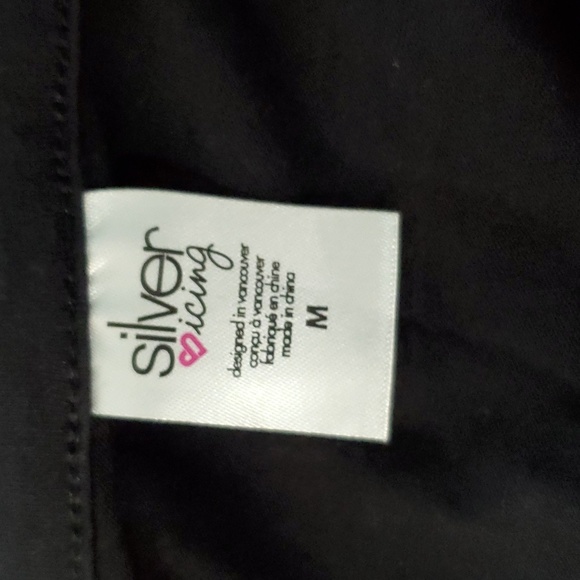 silver
icing
designed in vancouver
conçu à vancouver
fabriqué en chine
made in china
M